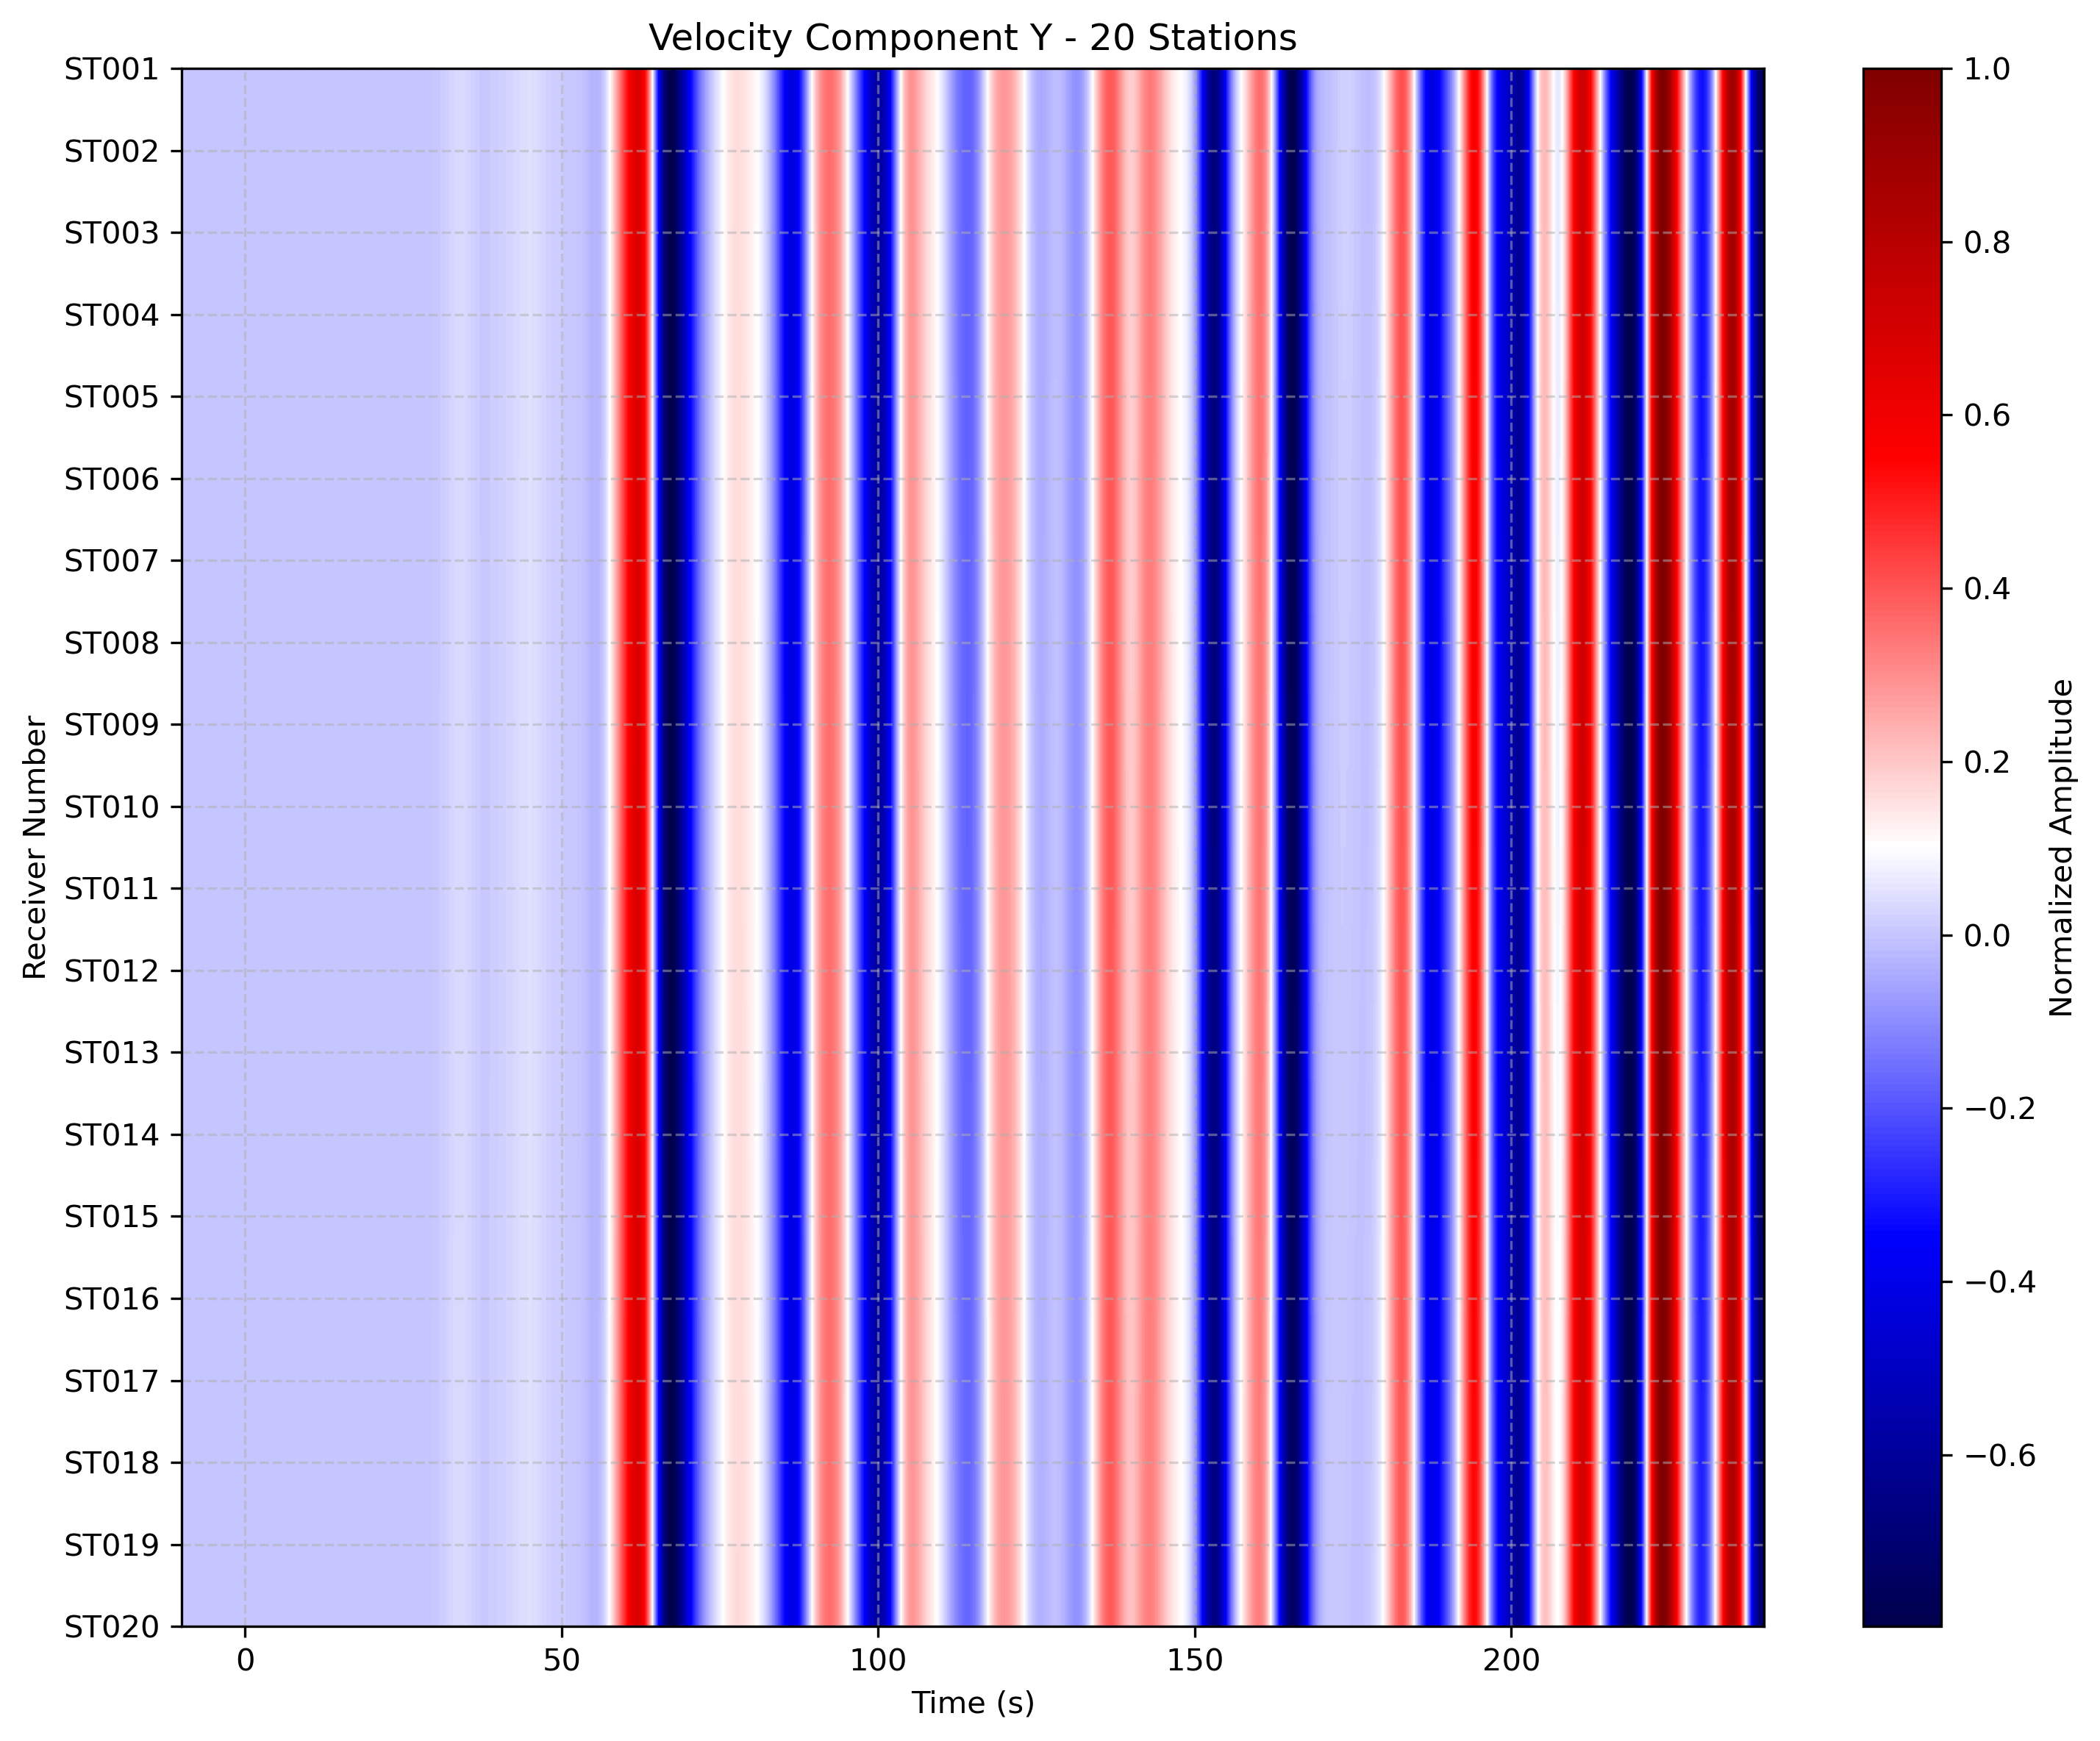 Velocity Component Y - 20 Stations
ST001
ST002
ST003
ST004
ST005
ST006
ST007
ST008
ST009
ST010
ST011
ST012
ST013
ST014
ST015
ST016
ST017
ST018
ST019
ST020
Receiver Number
0
50
100
150
200
Time (s)
1.0
0.8
0.6
0.4
0.2
0.0
−0.2
−0.4
−0.6
Normalized Amplitude